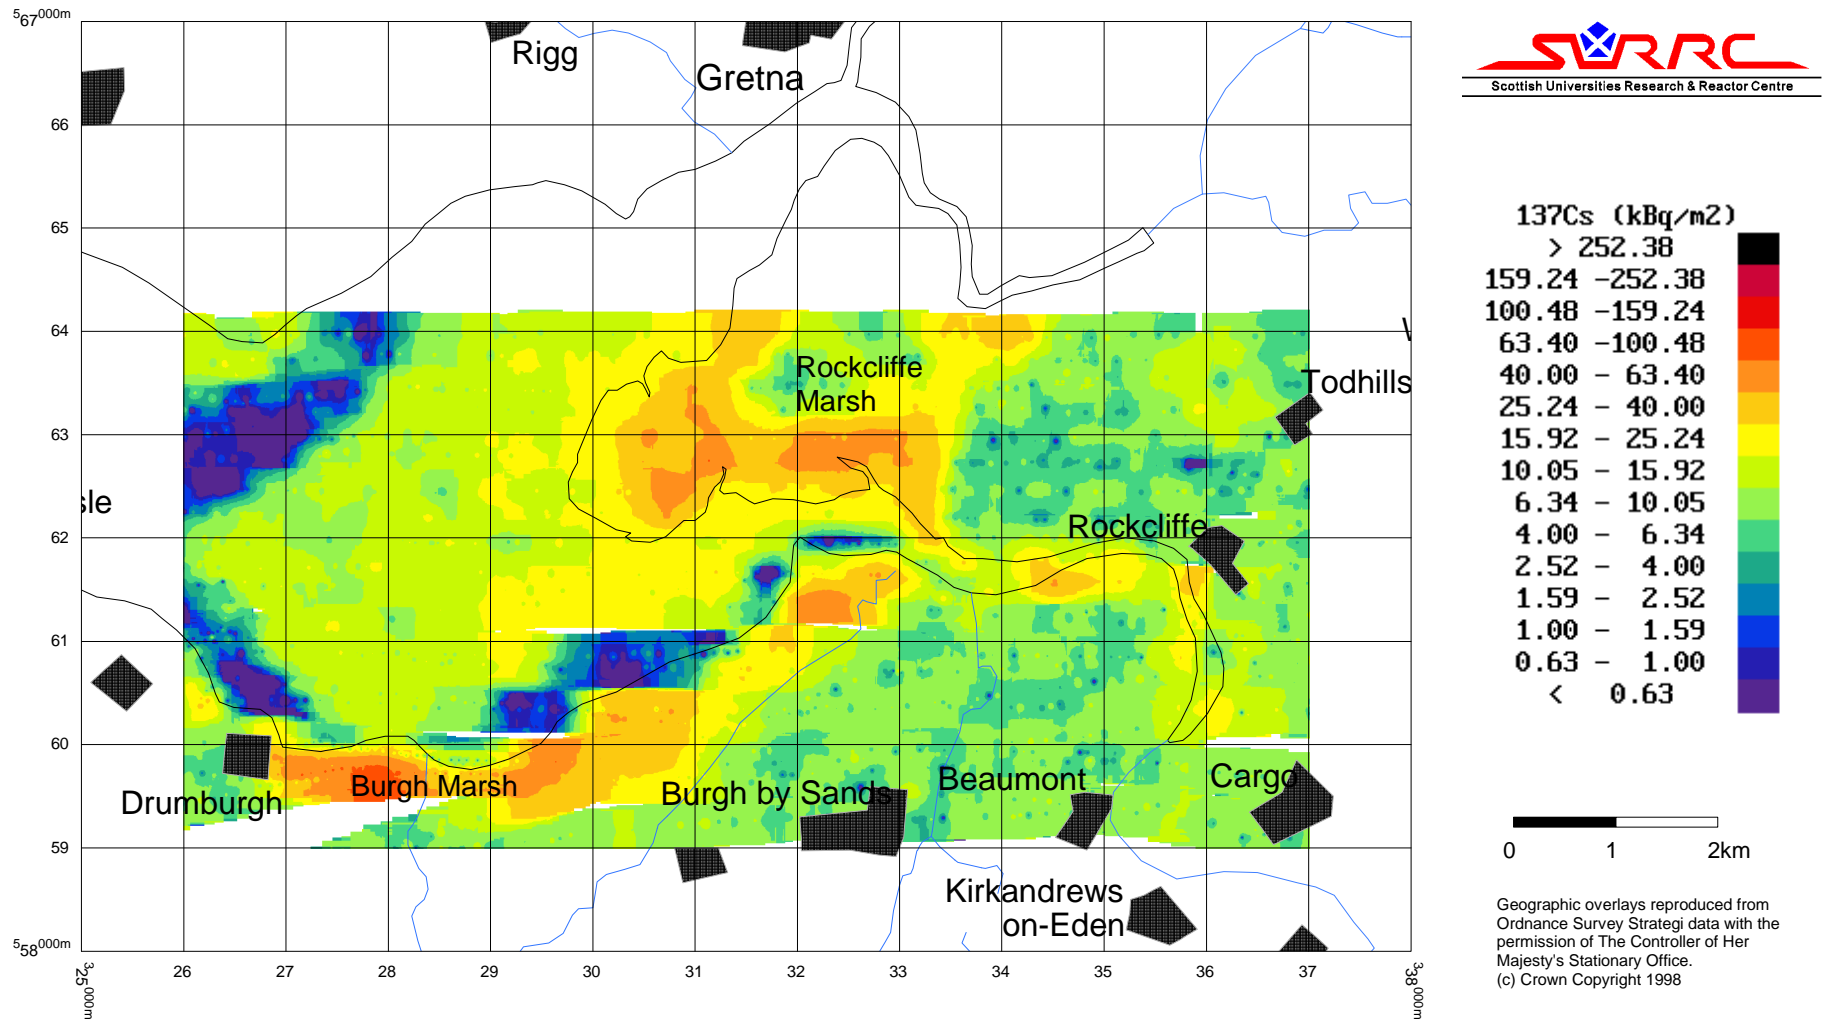 567000m
66
65
64
63
62
61
60
59
558000m
325000m
26
27
28
29
30
31
32
33
34
35
36
37
338000m
Rigg
Gretna
Rockcliffe
Marsh
Todhills
sle
Rockcliffe
Burgh Marsh
Drumburgh
Burgh by Sands
Beaumont
Cargo
Kirkandrews
on-Eden
SURRC
Scottish Universities Research & Reactor Centre
137Cs (kBq/m2)
> 252.38
159.24 -252.38
100.48 -159.24
63.40 -100.48
40.00 - 63.40
25.24 - 40.00
15.92 - 25.24
10.05 - 15.92
6.34 - 10.05
4.00 - 6.34
2.52 - 4.00
1.59 - 2.52
1.00 - 1.59
0.63 - 1.00
< 0.63
0 1 2km
Geographic overlays reproduced from
Ordnance Survey Strategi data with the
permission of The Controller of Her
Majesty's Stationary Office.
(c) Crown Copyright 1998